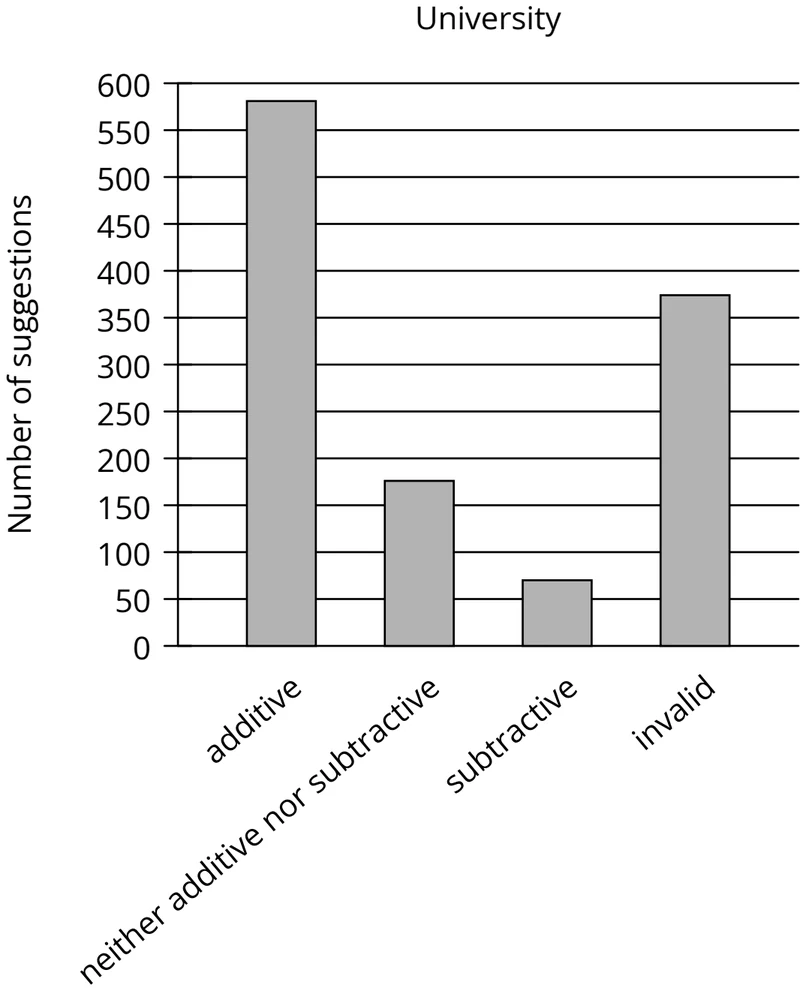 University
Number of suggestions
600
550
500
450
400
350
300
250
200
150
100
50
0
additive
neither additive nor subtractive
subtractive
invalid